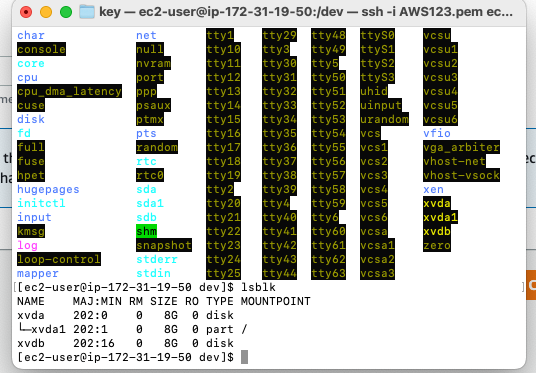 key — ec2-user@ip-172-31-19-50:/dev — ssh -i AWS123.pem ec...
char net tty1 tty29 tty48 ttyS0 vcsu
console null tty10 tty3 tty49 ttyS1 vcsu1
core nvram tty11 tty30 tty5 ttyS2 vcsu2
cpu port tty12 tty31 tty50 ttyS3 vcsu3
cpu_dma_latency ppp tty13 tty32 tty51 uhid vcsu4
cuse psaux tty14 tty33 tty52 uinput vcsu5
disk ptmx tty15 tty34 tty53 urandom vcsu6
fd pts tty16 tty35 tty54 vcs vfio
full random tty17 tty36 tty55 vcs1 vga_arbiter
fuse rtc tty18 tty37 tty56 vcs2 vhost-net
hpet rtc0 tty19 tty38 tty57 vcs3 vhost-vsock
hugepages sda tty2 tty39 tty58 vcs4 xen
initctl sda1 tty20 tty4 tty59 vcs5 xvda
input sdb tty21 tty40 tty6 vcs6 xvda1
kmsg shm tty22 tty41 tty60 vcsa xvdb
log snapshot tty23 tty42 tty61 vcsa1 zero
loop-control stderr tty24 tty43 tty62 vcsa2
mapper stdin tty25 tty44 tty63 vcsa3
[[ec2-user@ip-172-31-19-50 dev]$ lsblk ]
NAME MAJ:MIN RM SIZE RO TYPE MOUNTPOINT
xvda 202:0 0 8G 0 disk
└─xvda1 202:1 0 8G 0 part /
xvdb 202:16 0 8G 0 disk
[ec2-user@ip-172-31-19-50 dev]$